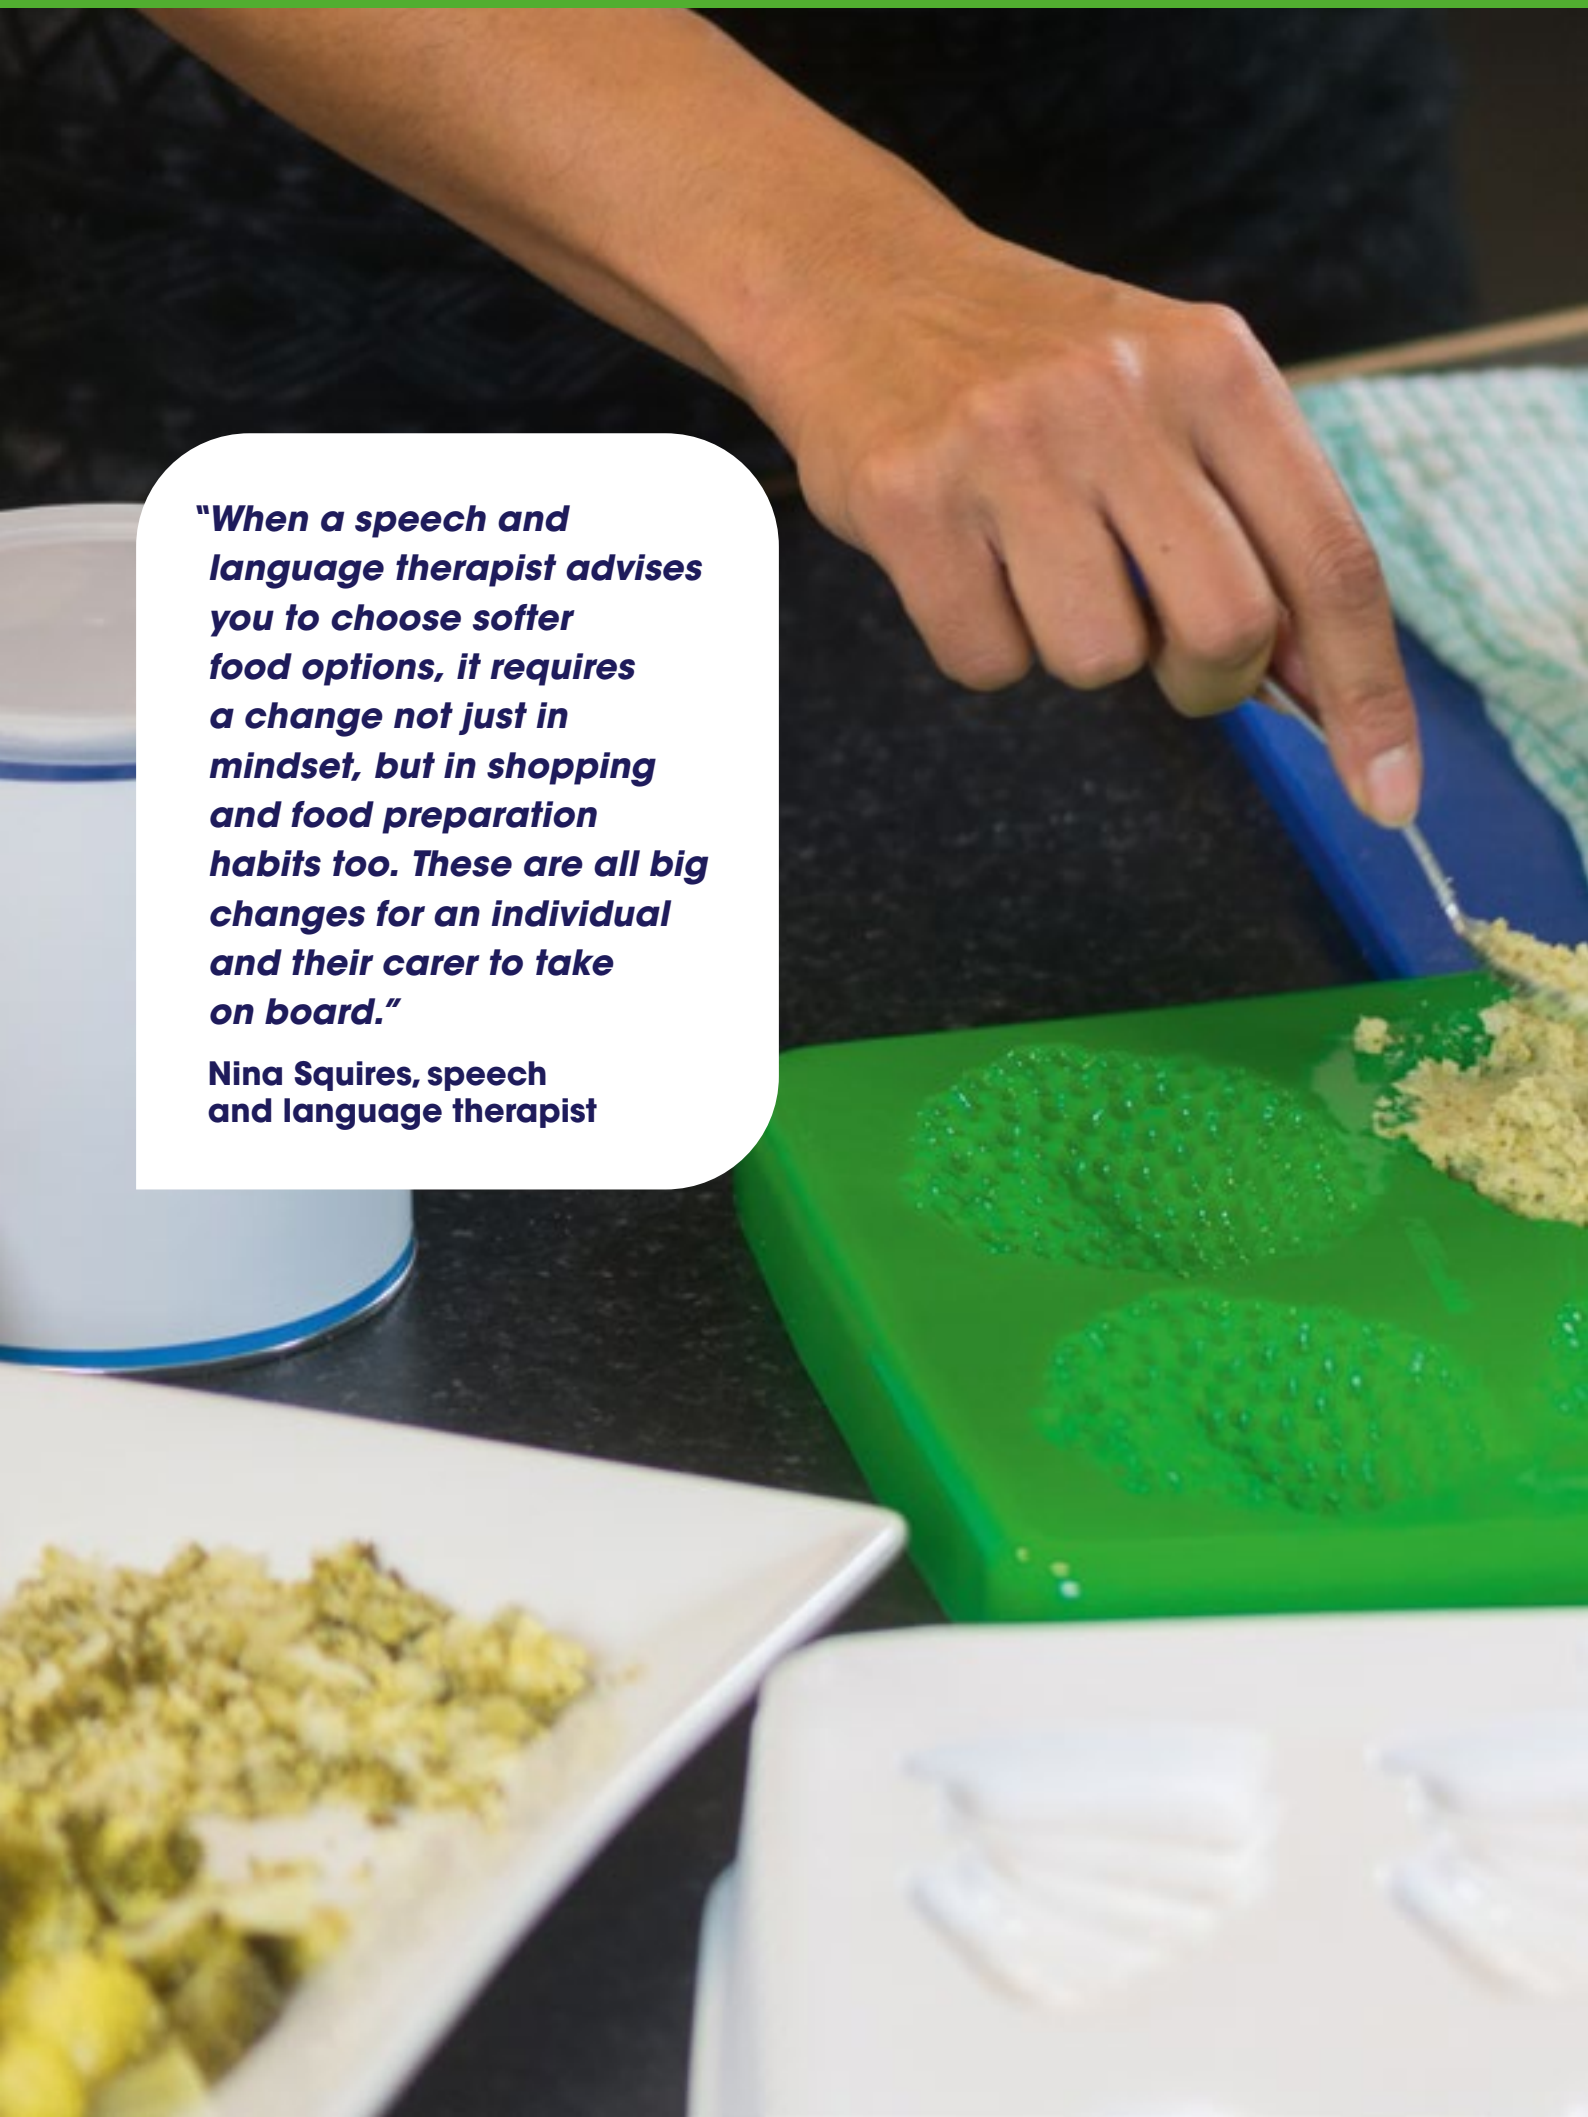 “When a speech and
language therapist advises
you to choose softer
food options, it requires
a change not just in
mindset, but in shopping
and food preparation
habits too. These are all big
changes for an individual
and their carer to take
on board.”
Nina Squires, speech
and language therapist